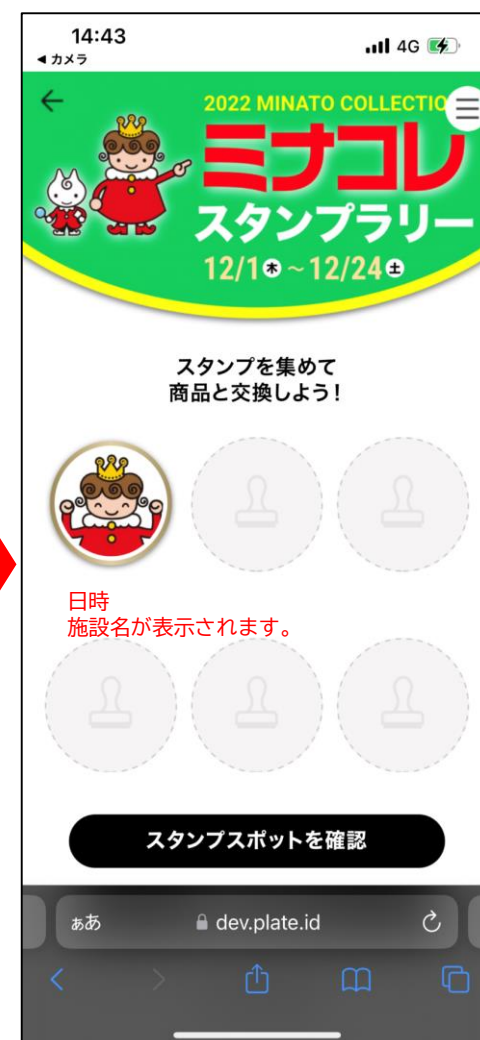 14:43
4G
◀ カメラ
2022 MINATO COLLECTIO
ミナコレ
スタンプラリー
12/1木～12/24土
スタンプを集めて
商品と交換しよう！
日時
施設名が表示されます。
スタンプスポットを確認
ぁあ
dev.plate.id